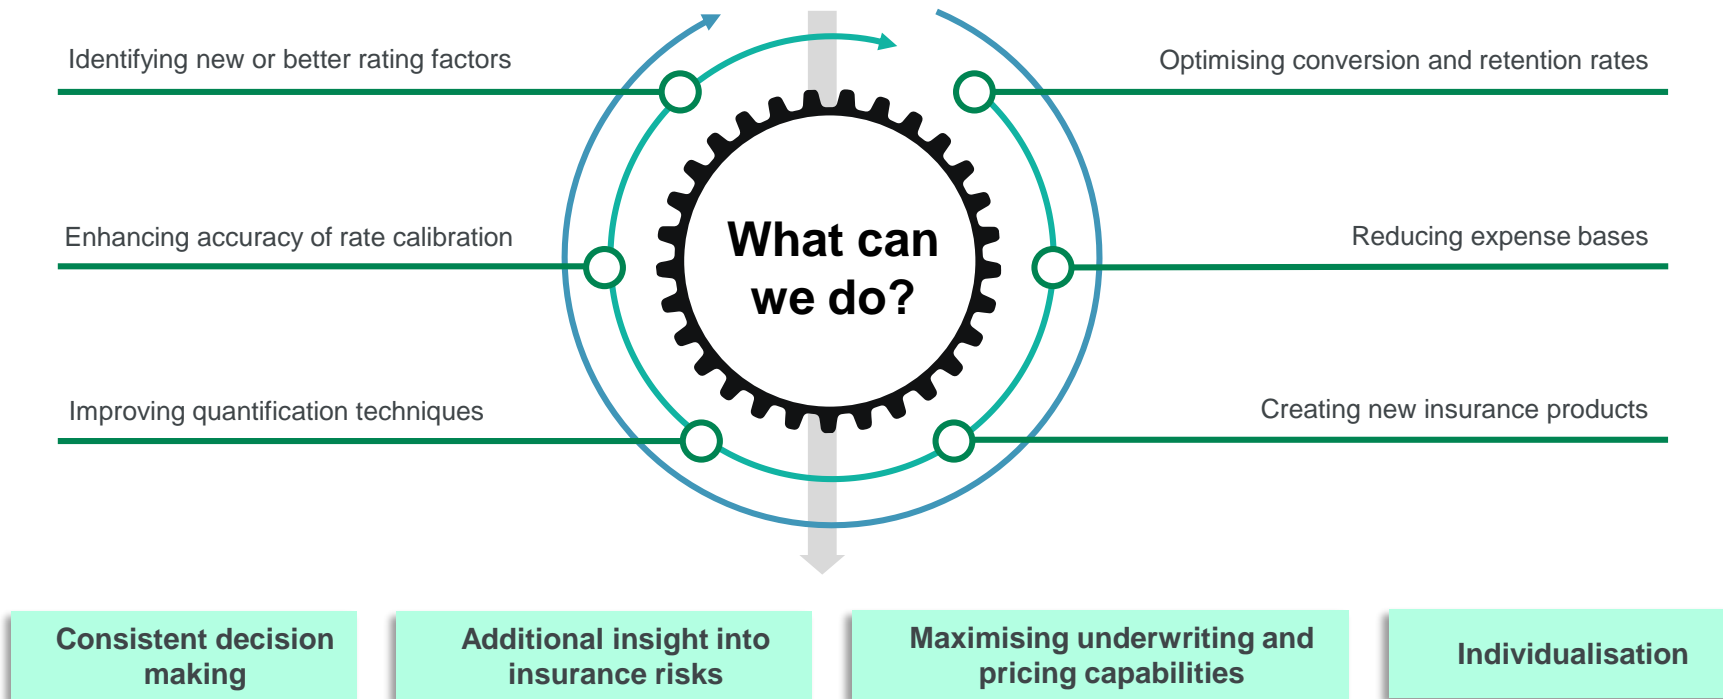 Identifying new or better rating factors
Optimising conversion and retention rates
Enhancing accuracy of rate calibration
What can
we do?
Reducing expense bases
Improving quantification techniques
Creating new insurance products
Consistent decision
making
Additional insight into
insurance risks
Maximising underwriting and
pricing capabilities
Individualisation